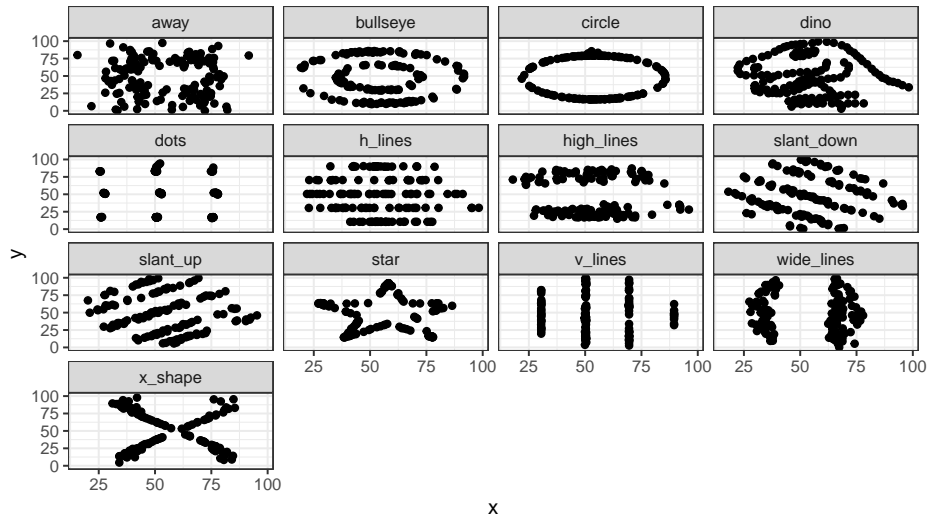 away bullseye circle dino
100
75
50
25
0
dots h_lines high_lines slant_down
100
75
50
25
0
slant_up star v_lines wide_lines
100
75
50
25
0
25 50 75 100 25 50 75 100 25 50 75 100
x_shape
100
75
50
25
0
25 50 75 100
x
y